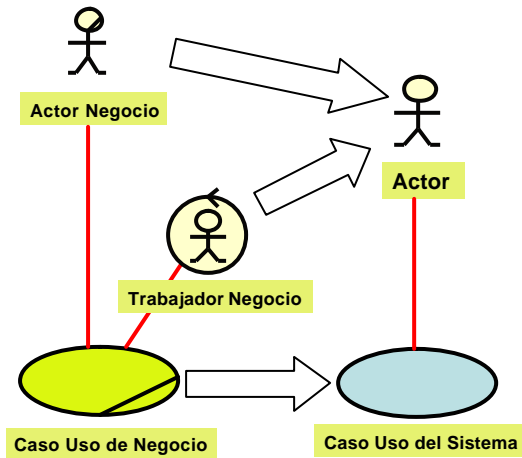 Actor Negocio
Actor
Trabajador Negocio
Caso Uso de Negocio
Caso Uso del Sistema